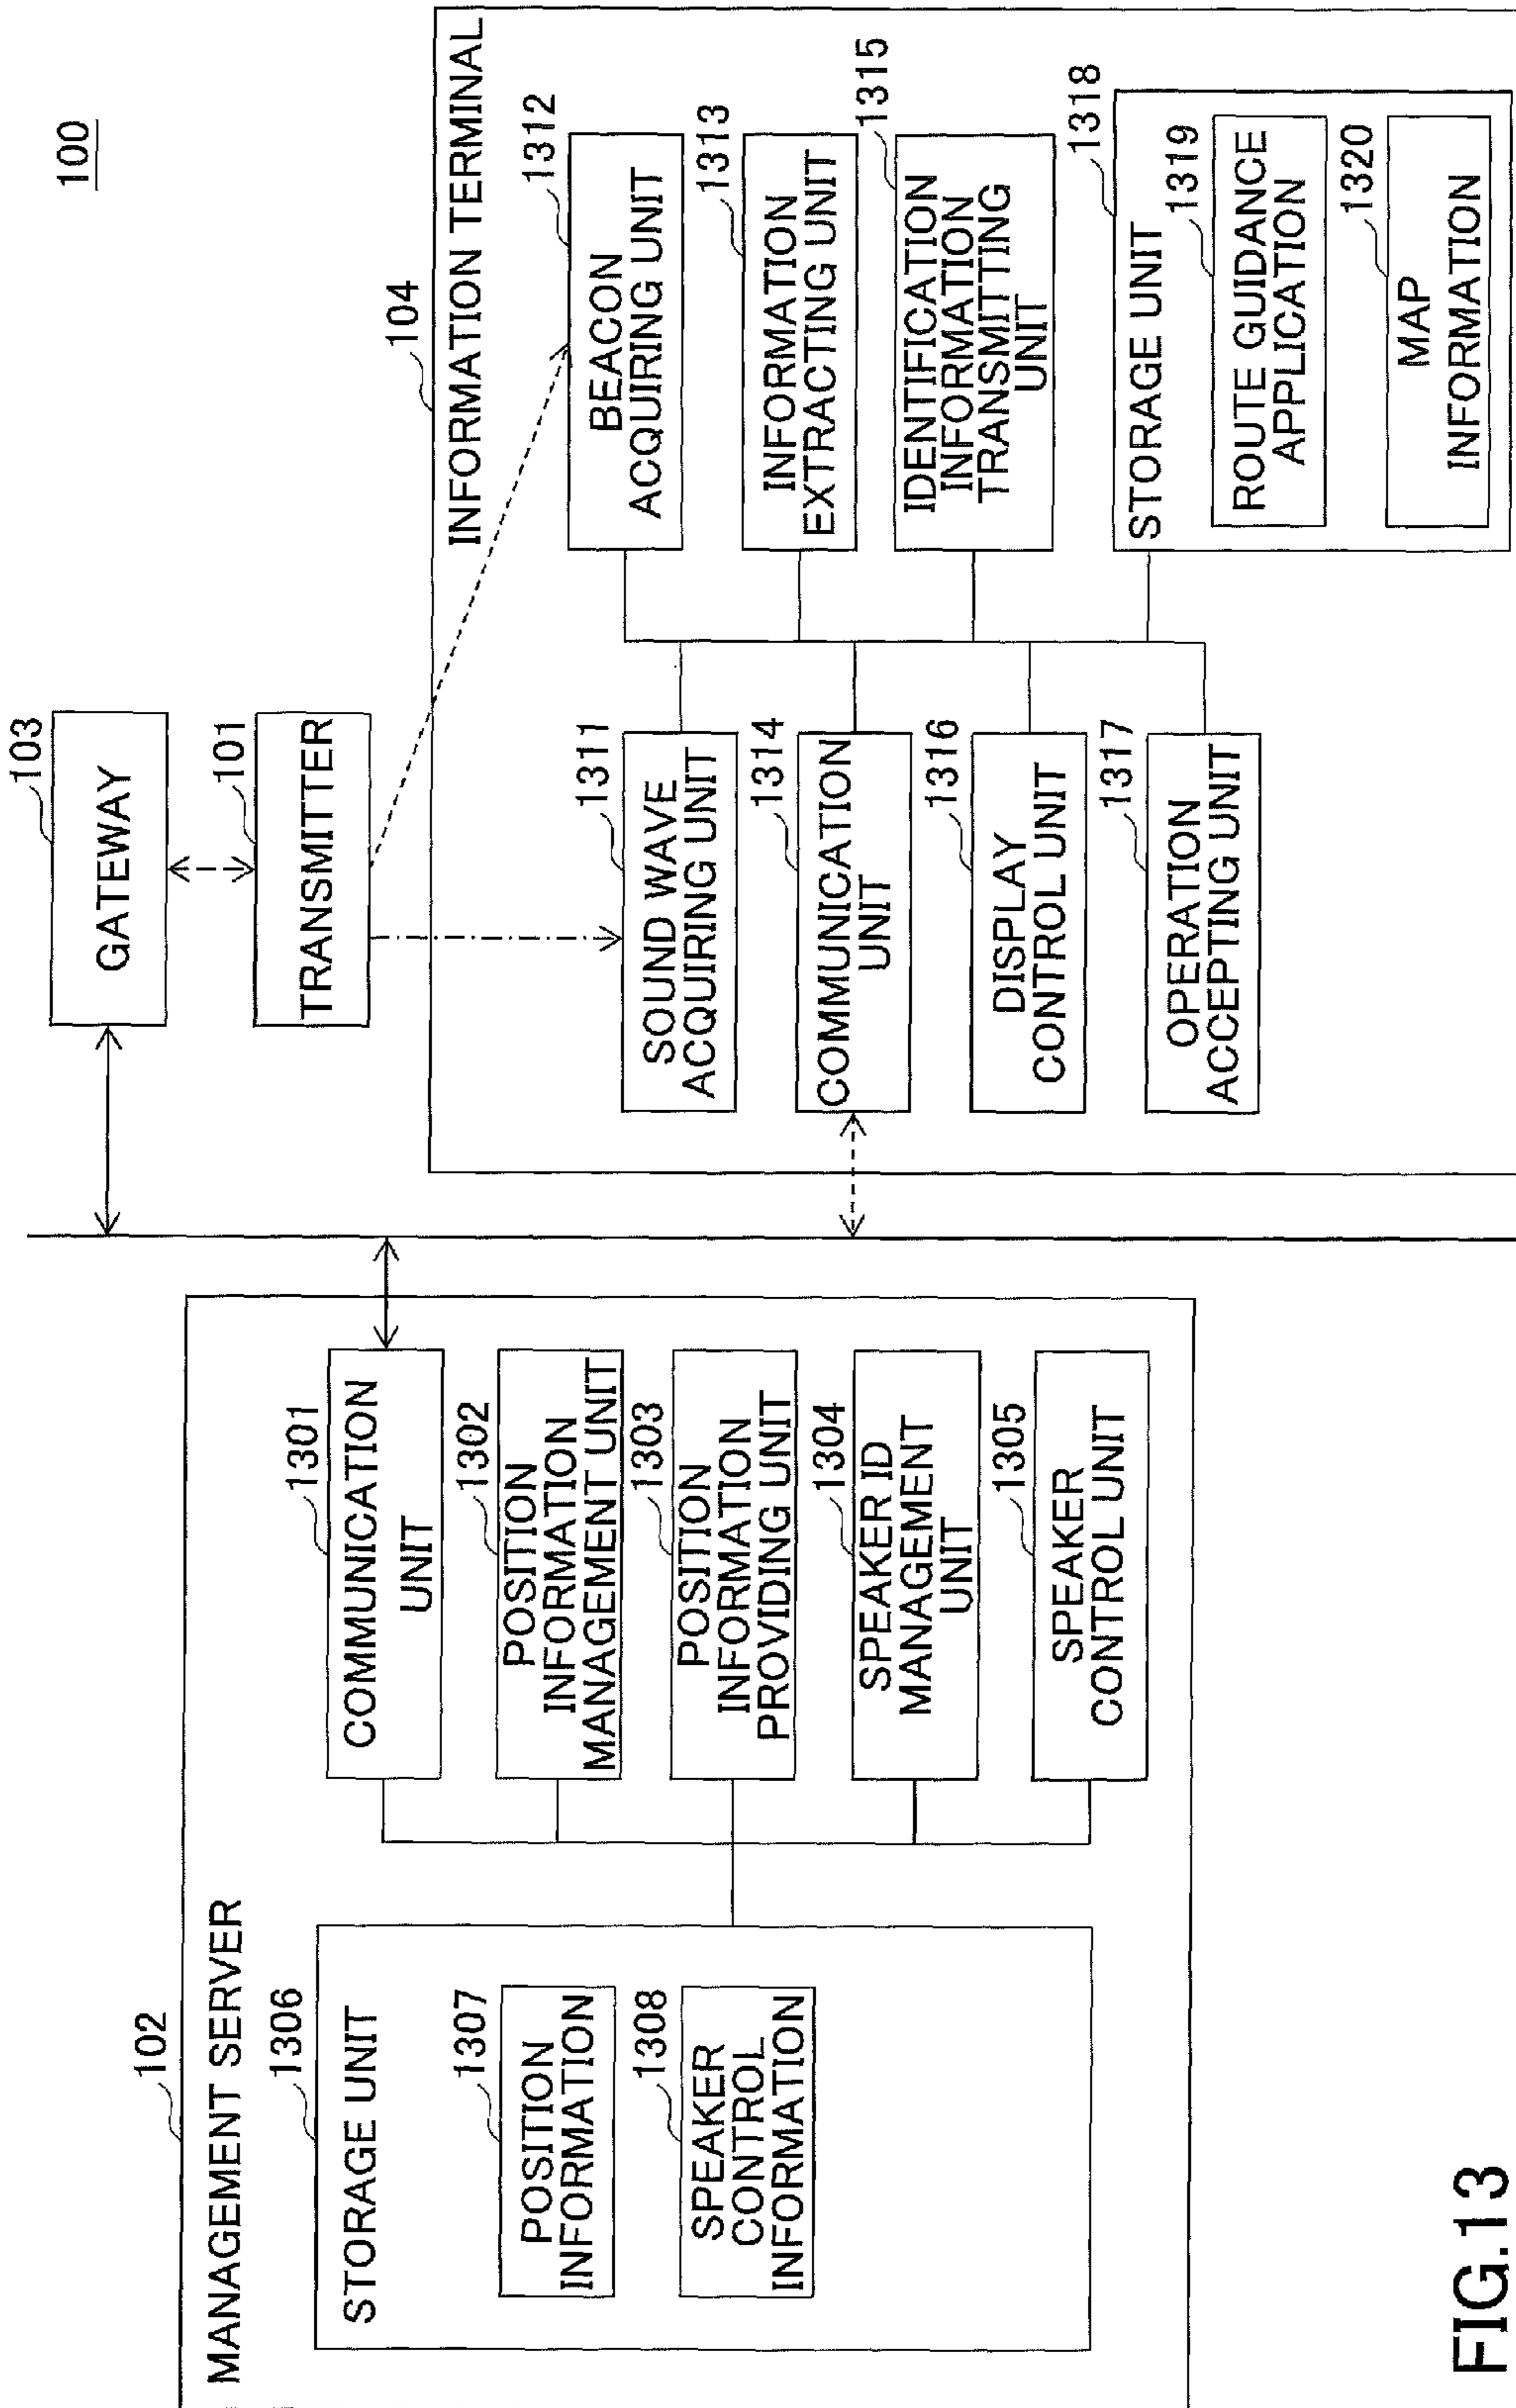 FIG.13
100
102
MANAGEMENT SERVER
1306
STORAGE UNIT
1307
POSITION
INFORMATION
1308
SPEAKER
CONTROL
INFORMATION
1301
COMMUNICATION
UNIT
1302
POSITION
INFORMATION
MANAGEMENT UNIT
1303
POSITION
INFORMATION
PROVIDING UNIT
1304
SPEAKER ID
MANAGEMENT
UNIT
1305
SPEAKER
CONTROL UNIT
103
GATEWAY
101
TRANSMITTER
104
INFORMATION TERMINAL
1311
SOUND WAVE
ACQUIRING UNIT
1314
COMMUNICATION
UNIT
1316
DISPLAY
CONTROL UNIT
1317
OPERATION
ACCEPTING UNIT
1312
BEACON
ACQUIRING UNIT
1313
INFORMATION
EXTRACTING UNIT
1315
IDENTIFICATION
INFORMATION
TRANSMITTING
UNIT
1318
STORAGE UNIT
1319
ROUTE GUIDANCE
APPLICATION
1320
MAP
INFORMATION